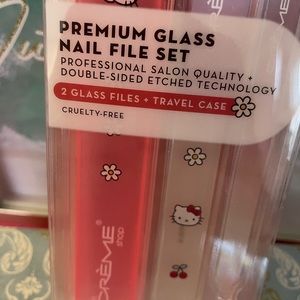 PREMIUM GLASS
NAIL FILE SET
PROFESSIONAL SALON QUALITY +
DOUBLE-SIDED ETCHED TECHNOLOGY
2 GLASS FILES + TRAVEL CASE
CRUELTY-FREE
CRÈME
shop